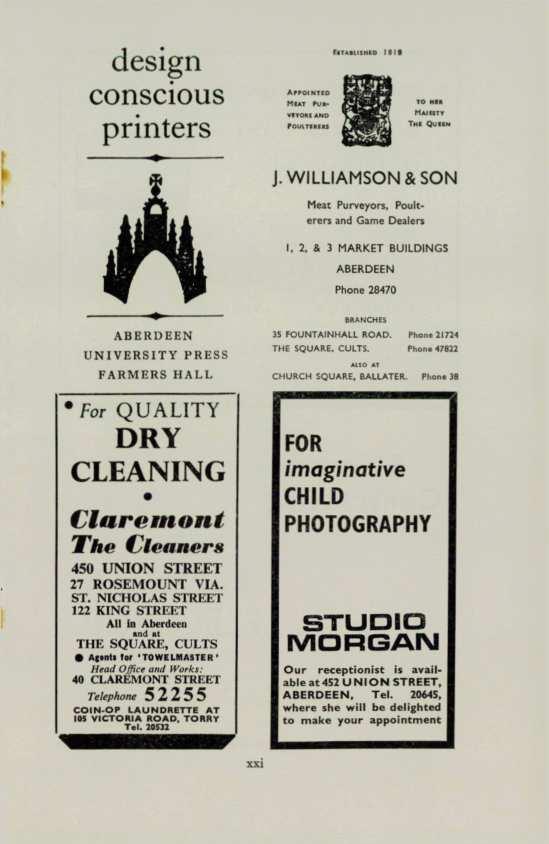 design
conscious
printers
ABERDEEN
UNIVERSITY PRESS
FARMERS HALL
ESTABLISHED 1818
APPOINTED
MEAT PUR-
VEYORS AND
POULTERERS
TO HER
MAJESTY
THE QUEEN
J. WILLIAMSON & SON
Meat Purveyors, Poult-
erers and Game Dealers
1, 2, & 3 MARKET BUILDINGS
ABERDEEN
Phone 28470
BRANCHES
35 FOUNTAINHALL ROAD. Phone 21724
THE SQUARE, CULTS. Phone 47822
ALSO AT
CHURCH SQUARE, BALLATER. Phone 38
• For QUALITY
DRY
CLEANING
•
Claremont
The Cleaners
450 UNION STREET
27 ROSEMOUNT VIA.
ST. NICHOLAS STREET
122 KING STREET
All in Aberdeen
and at
THE SQUARE, CULTS
● Agents for 'TOWELMASTER'
Head Office and Works:
40 CLAREMONT STREET
Telephone 52255
COIN-OP LAUNDRETTE AT
105 VICTORIA ROAD, TORRY
Tel. 20532
FOR
imaginative
CHILD
PHOTOGRAPHY
STUDIO
MORGAN
Our receptionist is avail-
able at 452 UNION STREET,
ABERDEEN, Tel. 20645,
where she will be delighted
to make your appointment
xxi